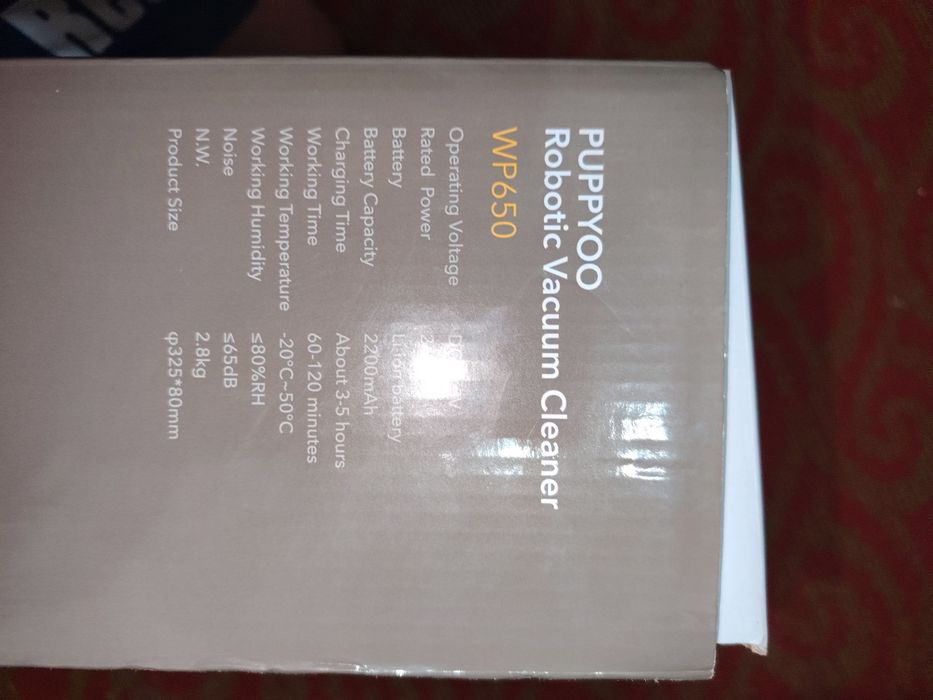 PUPPYOO
Robotic Vacuum Cleaner
WP650
Operating Voltage
Rated Power
Battery Li-ion battery
Battery Capacity 2200mAh
Charging Time About 3-5 hours
Working Time 60-120 minutes
Working Temperature -20°C~50°C
Working Humidity ≤80%RH
Noise ≤65dB
N.W. 2.8kg
Product Size φ325*80mm